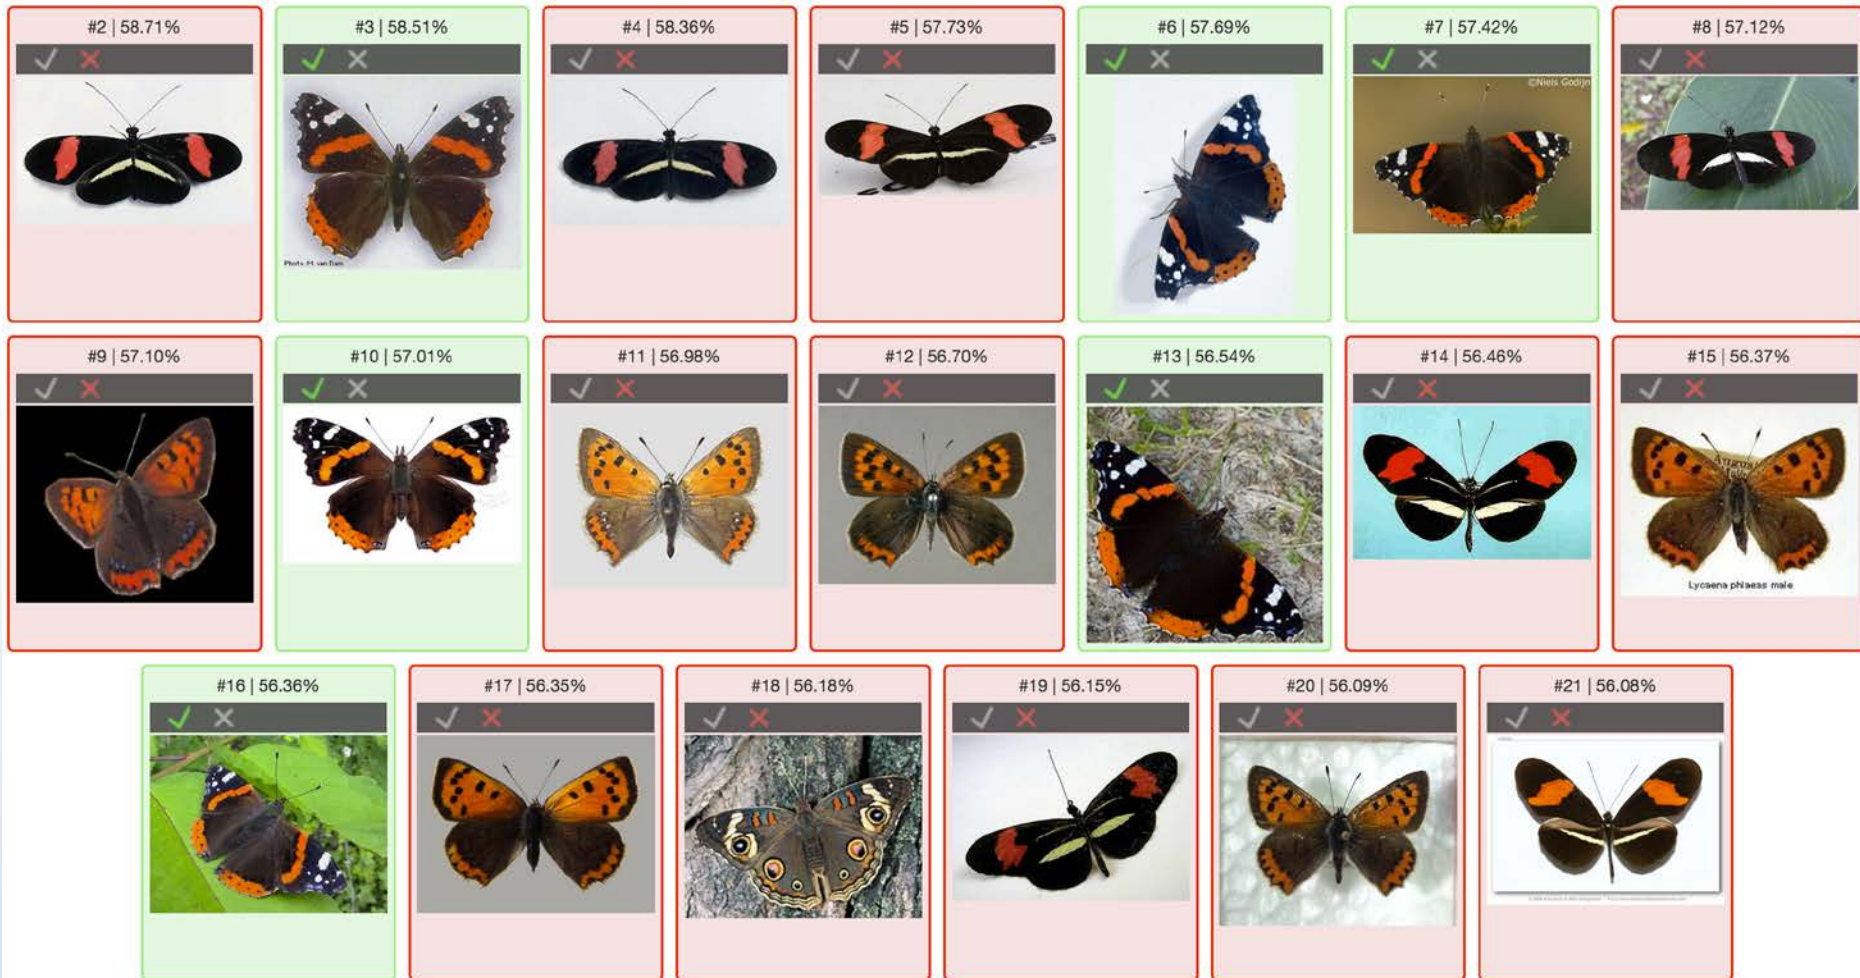 #2 | 58.71%
#3 | 58.51%
#4 | 58.36%
#5 | 57.73%
#6 | 57.69%
#7 | 57.42%
#8 | 57.12%
©Niels Godijn
#9 | 57.10%
#10 | 57.01%
#11 | 56.98%
#12 | 56.70%
#13 | 56.54%
#14 | 56.46%
#15 | 56.37%
Lycaena phlaeas male
#16 | 56.36%
#17 | 56.35%
#18 | 56.18%
#19 | 56.15%
#20 | 56.09%
#21 | 56.08%